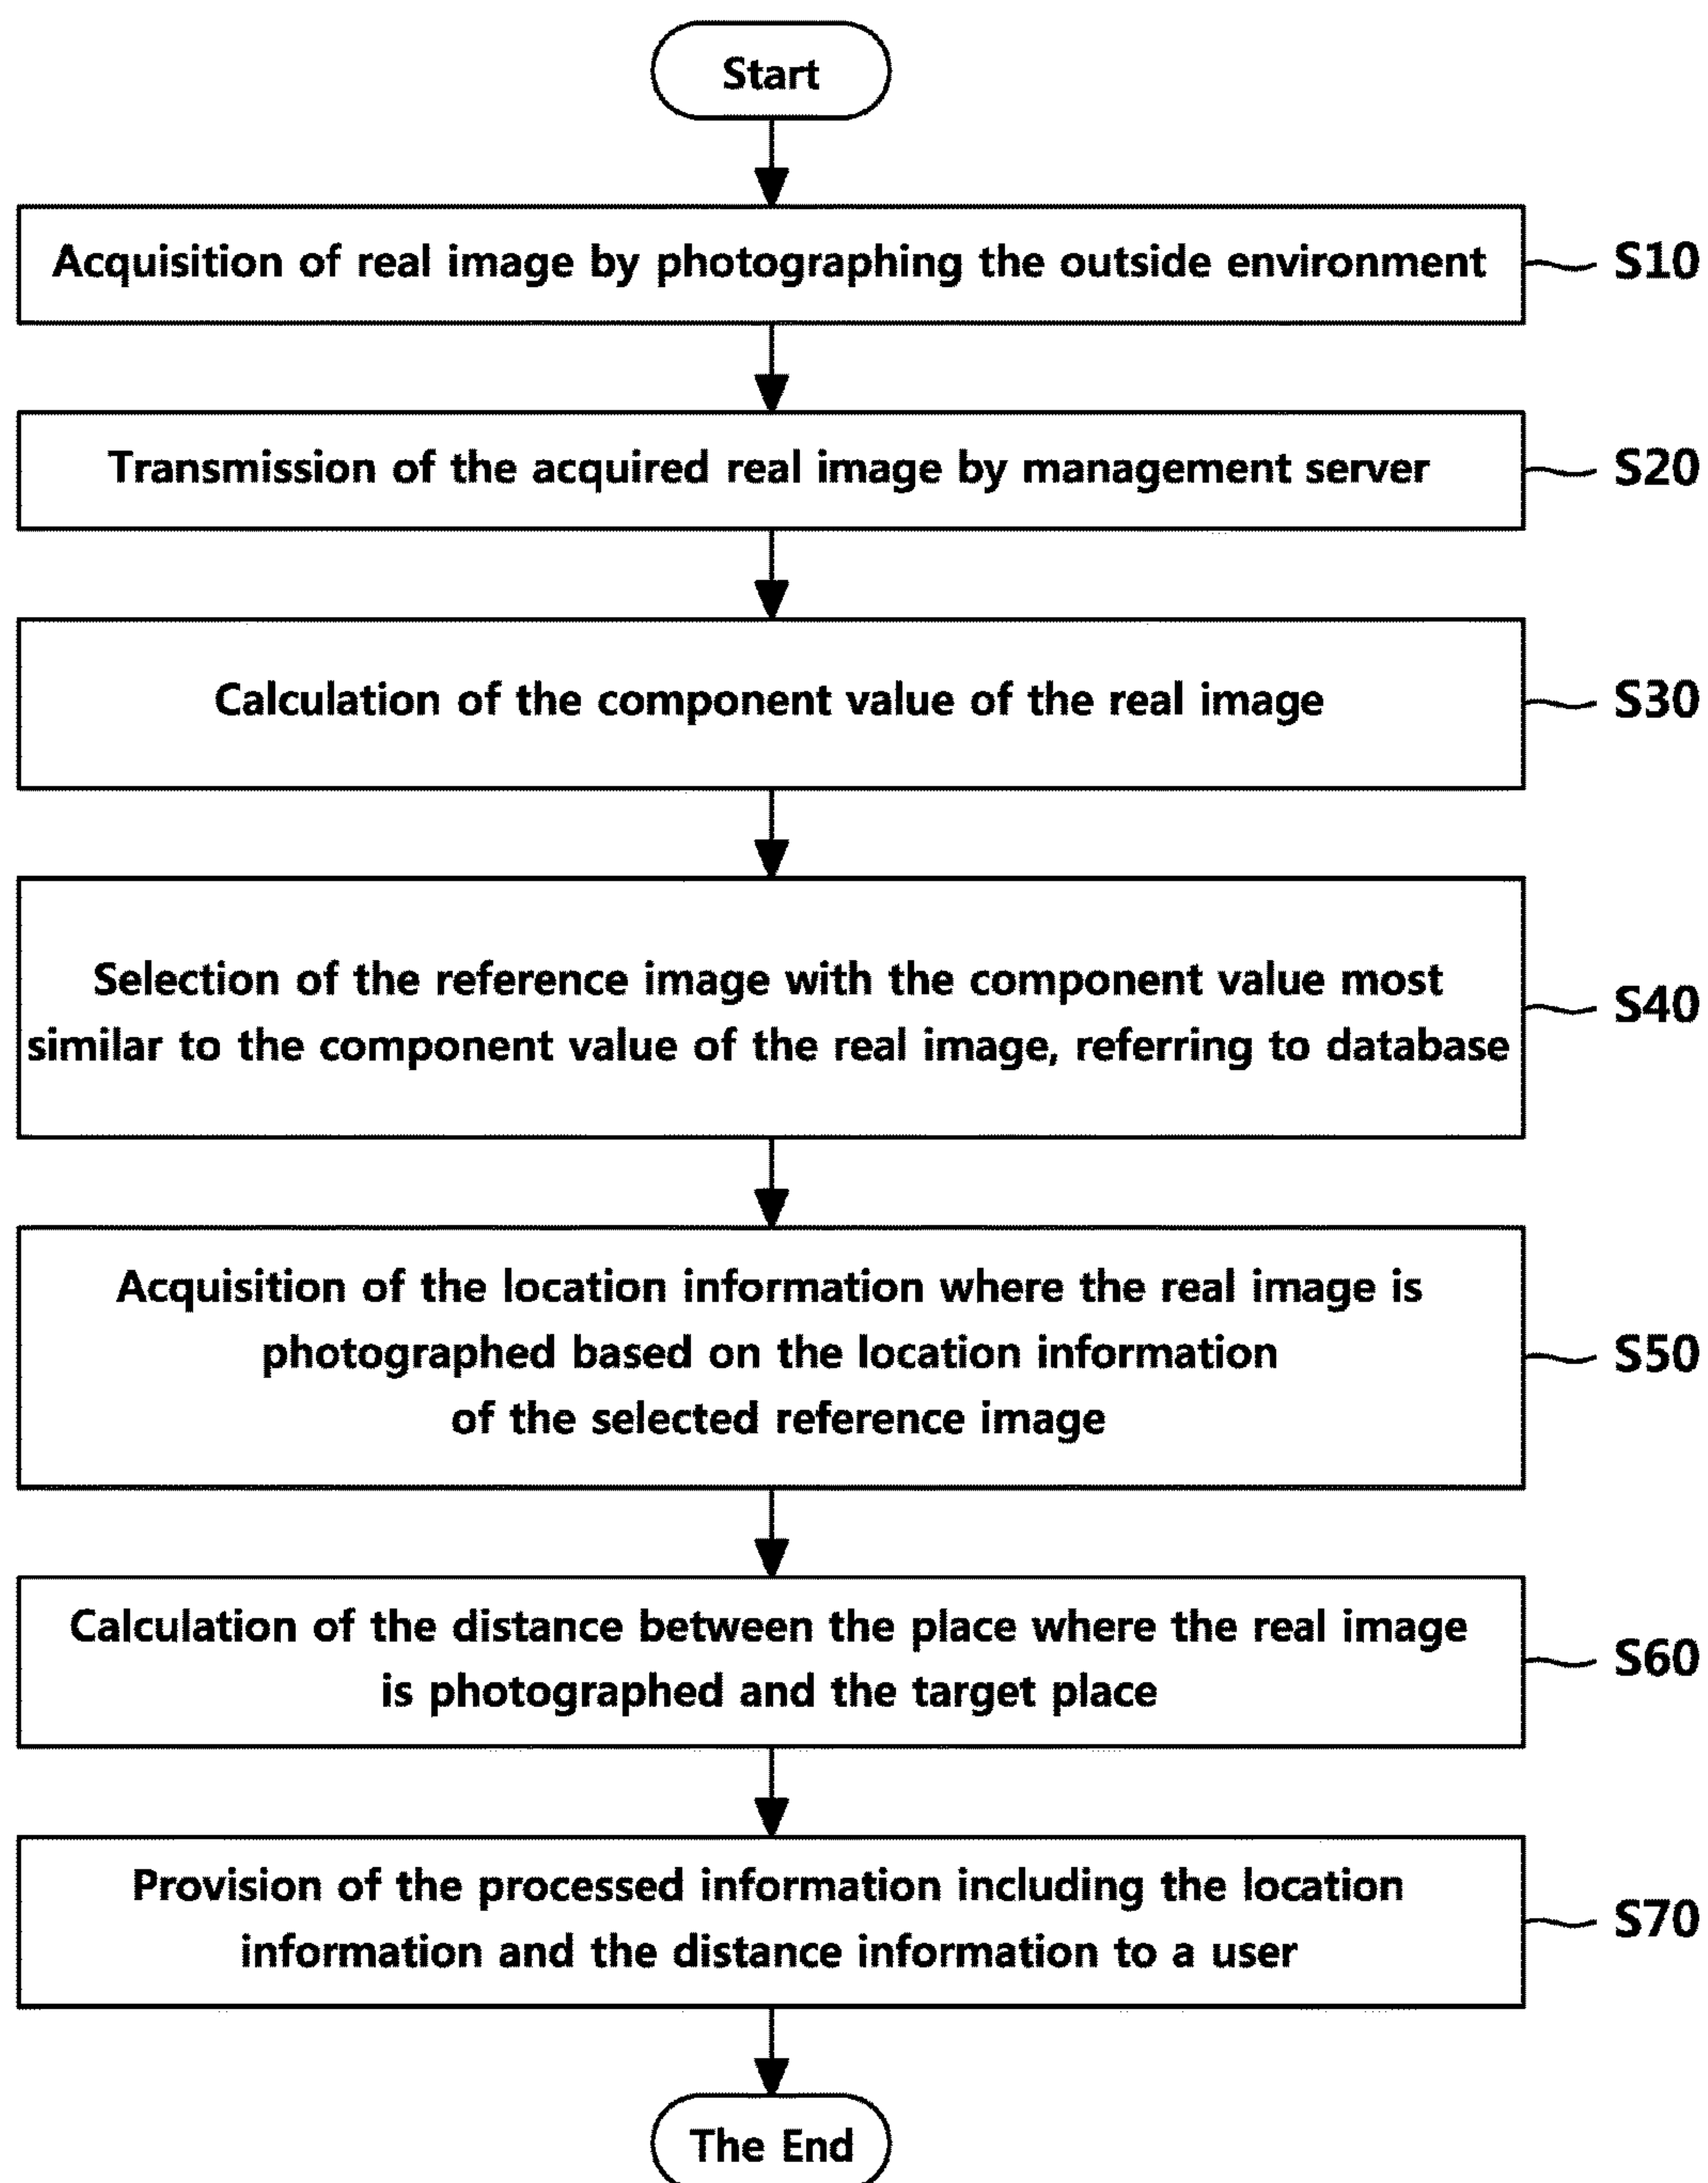 Start
Acquisition of real image by photographing the outside environment
S10
Transmission of the acquired real image by management server
S20
Calculation of the component value of the real image
S30
Selection of the reference image with the component value most
similar to the component value of the real image, referring to database
S40
Acquisition of the location information where the real image is
photographed based on the location information
of the selected reference image
S50
Calculation of the distance between the place where the real image
is photographed and the target place
S60
Provision of the processed information including the location
information and the distance information to a user
S70
The End